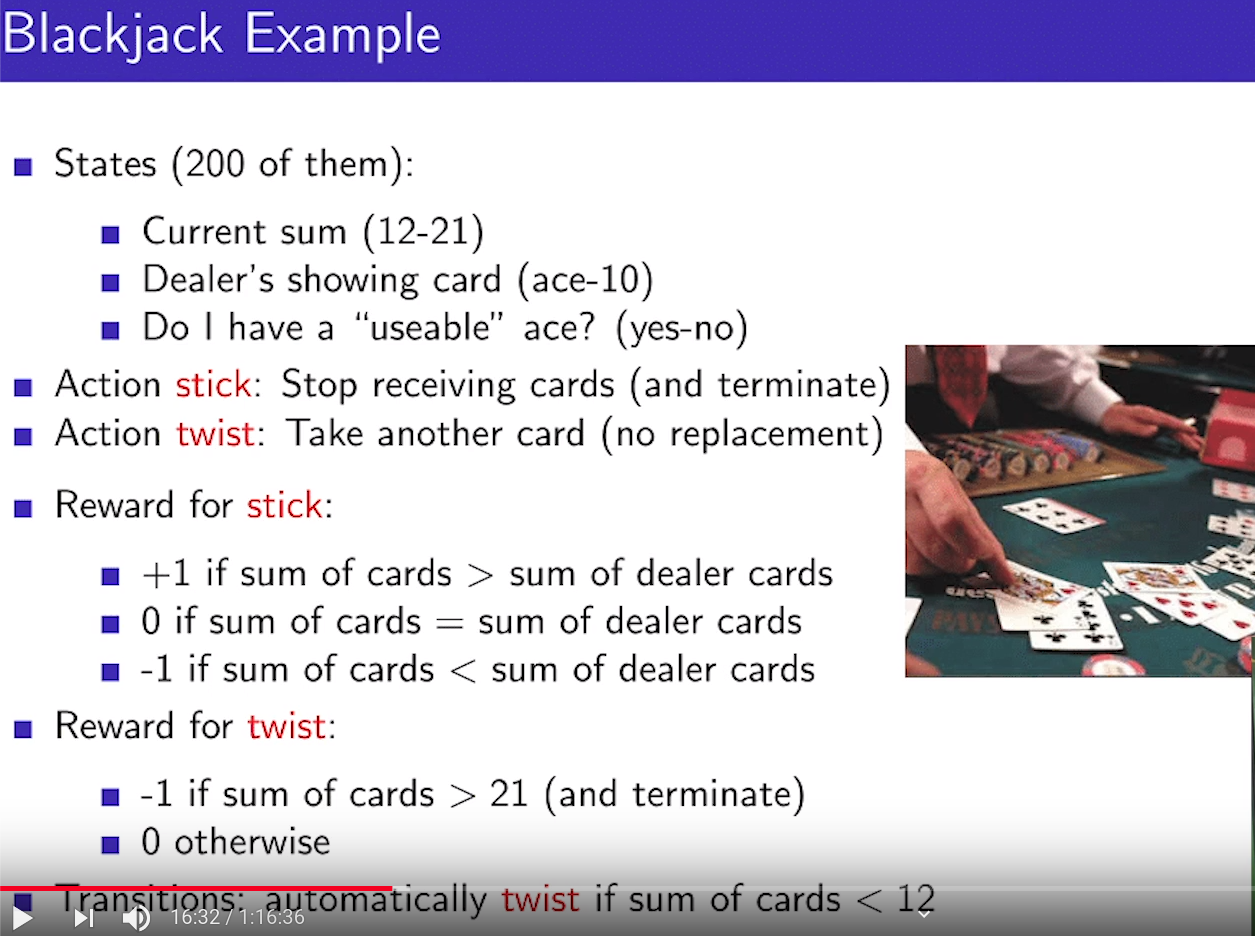 Blackjack Example
States (200 of them):
Current sum (12-21)
Dealer's showing card (ace-10)
Do I have a “useable” ace? (yes-no)
Action stick: Stop receiving cards (and terminate)
Action twist: Take another card (no replacement)
Reward for stick:
+1 if sum of cards > sum of dealer cards
0 if sum of cards = sum of dealer cards
-1 if sum of cards < sum of dealer cards
Reward for twist:
-1 if sum of cards > 21 (and terminate)
0 otherwise
Transitions: automatically twist if sum of cards < 12
16:32 / 1:16:36
PAYS